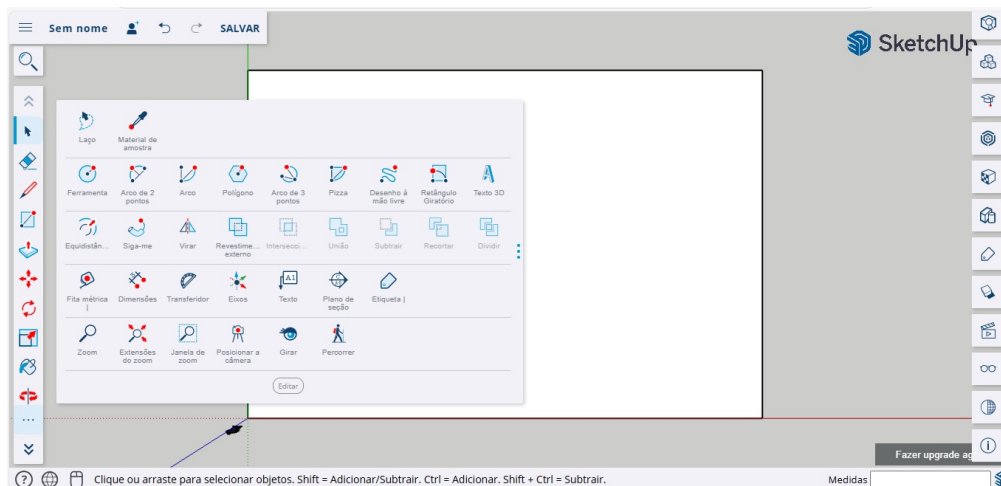 Sem nome
SALVAR
SketchUp
Laço
Material de
amostra
Ferramenta
Arco de 2
pontos
Arco
Polígono
Arco de 3
pontos
Pizza
Desenho à
mão livre
Retângulo
Giratório
Texto 3D
Equidistân...
Siga-me
Virar
Revestime...
externo
Intersecci...
União
Subtrair
Recortar
Dividir
Fita métrica
|
Dimensões
Transferidor
Eixos
A1
Texto
Plano de
seção
Etiqueta |
Zoom
Extensões
do zoom
Janela de
zoom
Posicionar a
câmera
Girar
Percorrer
Editar
Fazer upgrade ag
Clique ou arraste para selecionar objetos. Shift = Adicionar/Subtrair. Ctrl = Adicionar. Shift + Ctrl = Subtrair.
Medidas